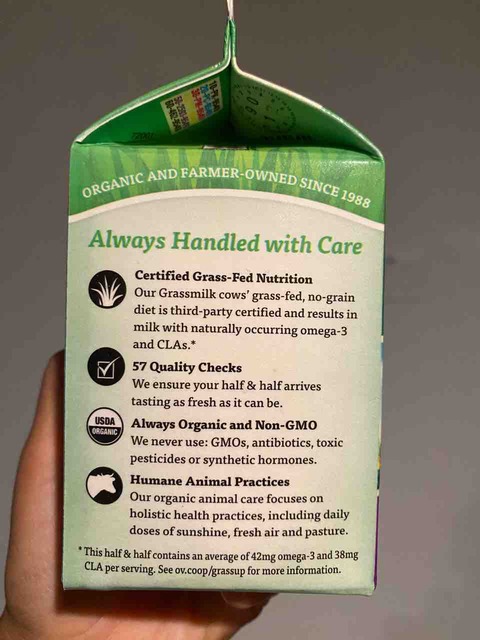 ORGANIC AND FARMER-OWNED SINCE 1988
Always Handled with Care
Certified Grass-Fed Nutrition
Our Grassmilk cows' grass-fed, no-grain
diet is third-party certified and results in
milk with naturally occurring omega-3
and CLAs.*
57 Quality Checks
We ensure your half & half arrives
tasting as fresh as it can be.
USDA
ORGANIC
Always Organic and Non-GMO
We never use: GMOs, antibiotics, toxic
pesticides or synthetic hormones.
Humane Animal Practices
Our organic animal care focuses on
holistic health practices, including daily
doses of sunshine, fresh air and pasture.
* This half & half contains an average of 42mg omega-3 and 38mg
CLA per serving. See ov.coop/grassup for more information.